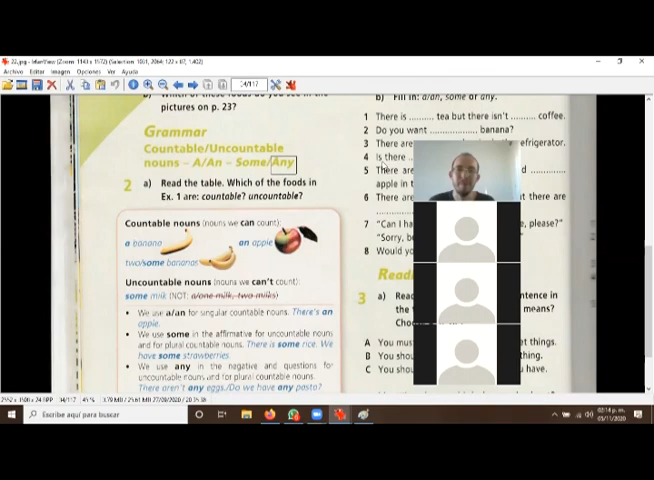 22.jpg - IrfanView (Zoom: 1143 x 1572) (Selection: 1001, 2064; 122 x 87, 1.402)
Archivo Editar Imagen Opciones Ver Ayuda
34/117
pictures on p. 23?
Grammar
Countable/Uncountable
nouns – A/An – Some/Any
2 a) Read the table. Which of the foods in
Ex. 1 are: countable? uncountable?
Countable nouns (nouns we can count):
a banana
an apple
two/some bananas
Uncountable nouns (nouns we can't count):
some milk (NOT: a/one milk, two milks)
• We use a/an for singular countable nouns. There's an
apple.
• We use some in the affirmative for uncountable nouns
and for plural countable nouns. There is some rice. We
have some strawberries.
• We use any in the negative and questions for
uncountable nouns and for plural countable nouns.
There aren't any eggs./Do we have any pasta?
b) Fill in: a/an, some or any.
1 There is .......... tea but there isn't .......... coffee.
2 Do you want .................... banana?
3 There are
efrigerator.
4 Is there ..
5 There are
d .............
apple in t
6 There are
t there are
7 "Can I ha
e, please?"
"Sorry, be
8 Would yo
Readi
3 a) Read
ntence in
the
means?
Cho
A You mus
et things.
B You shou
thing.
C You shou
u have.
34/117
Escribe aquí para buscar
02:14 p. m.
05/11/2020